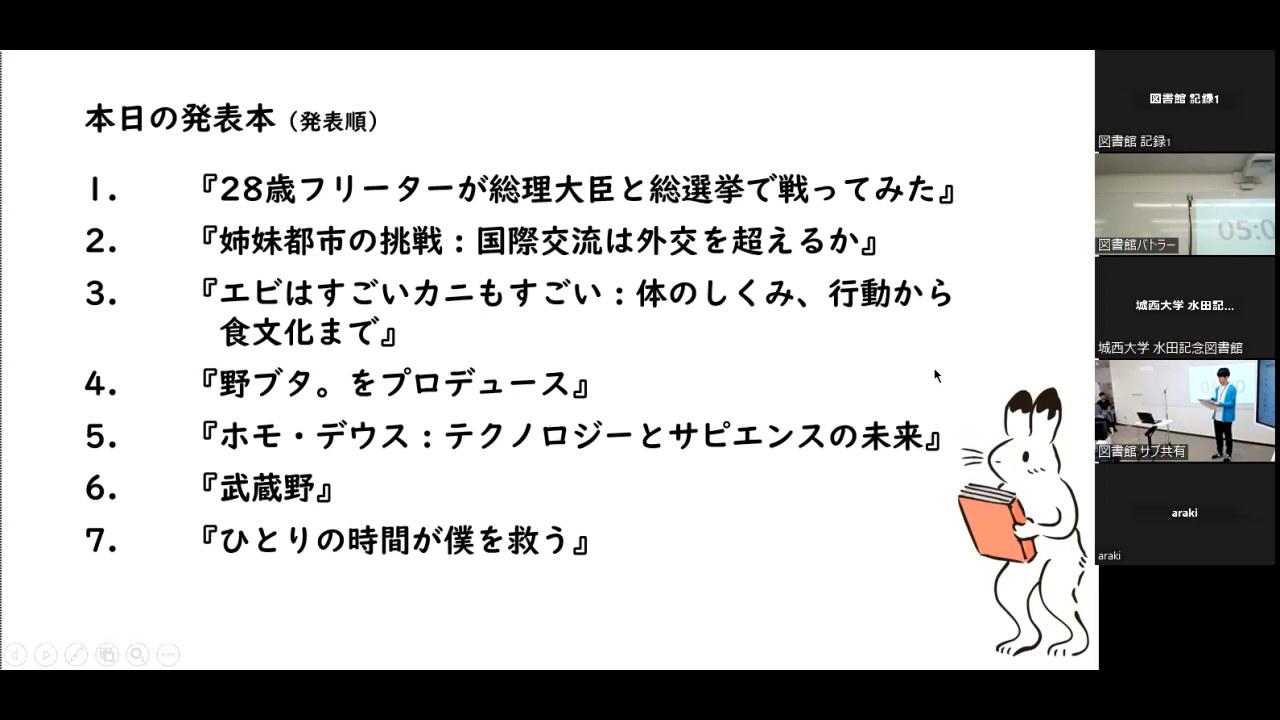 本日の発表本（発表順）
1. 『28歳フリーターが総理大臣と総選挙で戦ってみた』
2. 『姉妹都市の挑戦：国際交流は外交を超えるか』
3. 『エビはすごいカニもすごい：体のしくみ、行動から
食文化まで』
4. 『野ブタ。をプロデュース』
5. 『ホモ・デウス：テクノロジーとサピエンスの未来』
6. 『武蔵野』
7. 『ひとりの時間が僕を救う』
図書館 記録1
図書館 記録1
05:0
図書館バトラー
城西大学 水田記...
城西大学 水田記念図書館
図書館 サブ共有
araki
araki